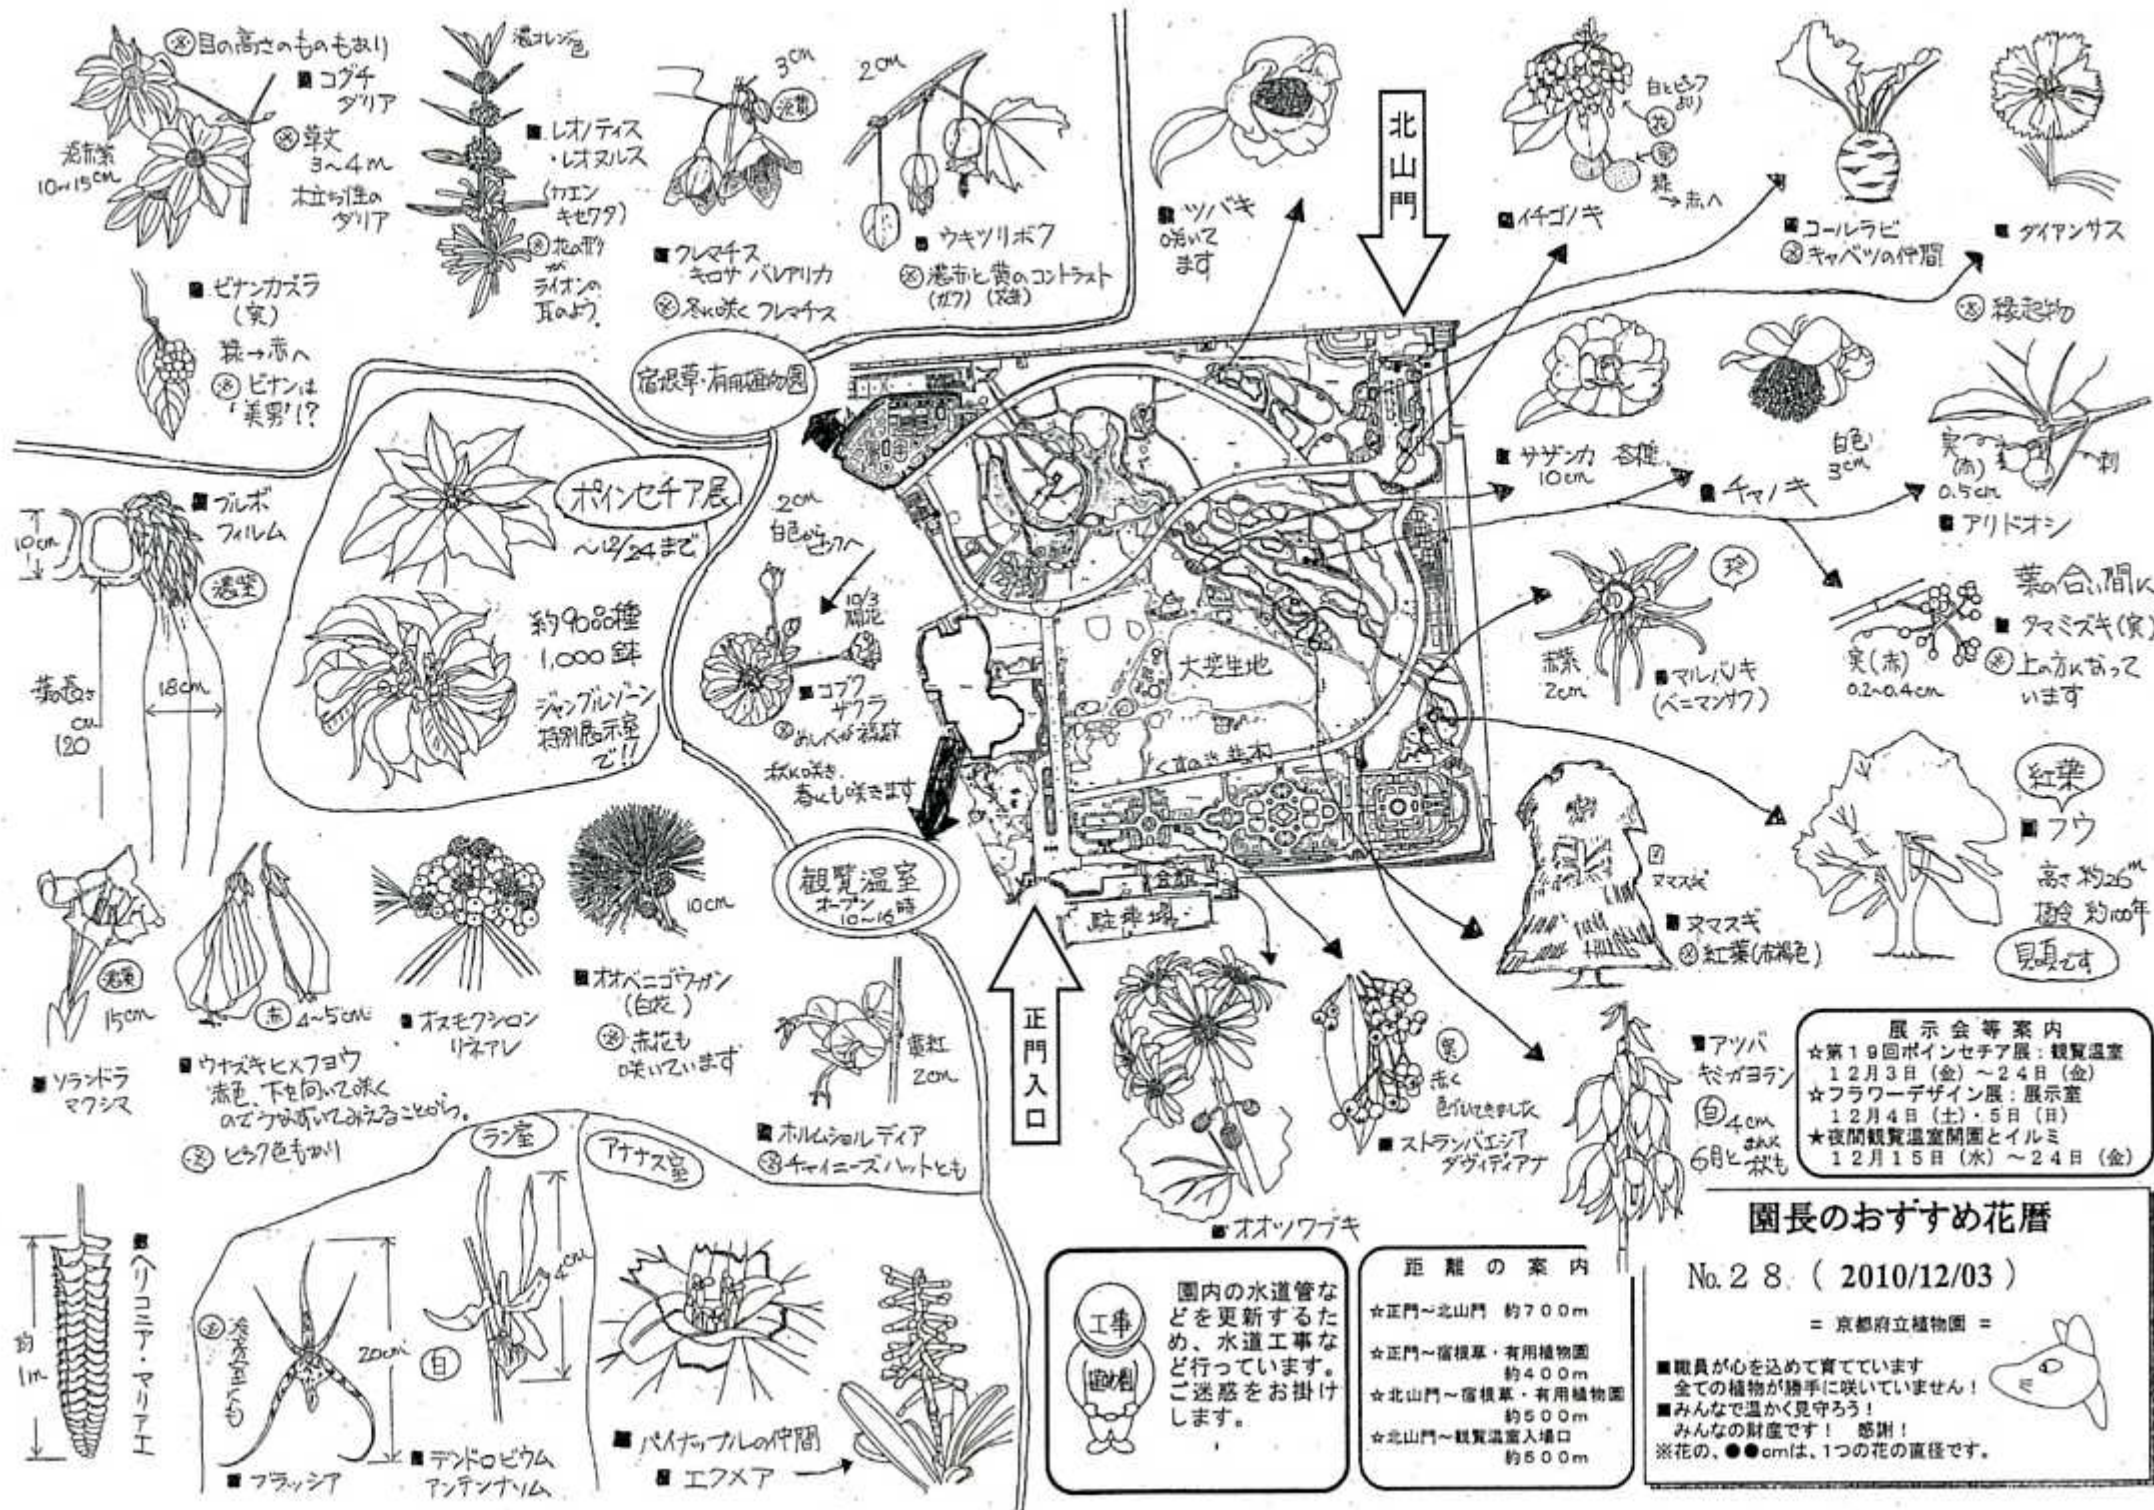 ※目の高さのものもあり
■コダチ
ダリア
10〜15cm
※草丈
3〜4m
木立ち性の
ダリア
濃オレンジ色
■レオノティス
・レオヌルス
(カエン
キセワタ)
※花の形が
ライオンの
耳のよう。
3cm
■クレマチス
キロサ バレアリカ
※冬に咲くクレマチス
2cm
■ウキツリボク
※濃赤と黄のコントラスト
(ガク)(花弁)
■ツバキ
咲いて
ます
北山門
白とピンク
あり
花
実
緑
→赤へ
■イチゴノキ
■コールラビ
※キャベツの仲間
■ダイアンサス
■ビナンカズラ
(実)
緑→赤へ
※ビナンは
'美男'!?
宿根草・有用植物園
※縁起物
■サザンカ 各種
10cm
■チャノキ
白色
3cm
実
(赤)
0.5cm
刺
■アリドオシ
■ブルボ
フィルム
10cm
葉の長さ
120
cm
18cm
ポインセチア展
〜12/24まで
約90品種
1,000鉢
ジャングルゾーン
特別展示室
で!!
2cm
白色から
ピンクへ
10/3
開花
■コブク
ザクラ
※めしべが複数
秋に咲き、
春にも咲きます
大芝生地
くすのき並木
会館
駐車場
赤紫
2cm
■マルバノキ
(ベニマンサク)
葉の合い間に
■タマミズキ(実)
実(赤)
0.2〜0.4cm
※上の方になって
います
紅葉
■フウ
高さ 約26m
樹令 約100年
見頃です
ヌマスギ
■ヌマスギ
※紅葉(赤褐色)
観覧温室
オープン
10〜16時
15cm
■ソランドラ
マクシマ
赤
4〜5cm
■ウナズキヒメフヨウ
赤色、下を向いて咲く
のでうなずいてみえることから。
※ピンク色もあり
■オスモクシロン
リネアレ
10cm
■オオベニゴウカン
(白花)
※赤花も
咲いています
2cm
■ホルムショルディア
※チャイニーズハットとも
正門入口
■オオツワブキ
実
赤く
色づいてきました
■ストランバエシア
ダヴィディアナ
■アツバ
キミガヨラン
白 4cm
6月と
秋も
展示会等案内
☆第19回ポインセチア展:観覧温室
12月3日(金)〜24日(金)
☆フラワーデザイン展:展示室
12月4日(土)・5日(日)
★夜間観覧温室開園とイルミ
12月15日(水)〜24日(金)
約
1m
■ヘリコニア・マリアエ
ラン室
アナナス室
20cm
■ブラッシア
白
4cm
■デンドロビウム
アンテンナツム
■パイナップルの仲間
■エクメア
工事
園内の水道管な
どを更新するた
め、水道工事な
ど行っています。
ご迷惑をお掛け
します。
距離の案内
☆正門〜北山門 約700m
☆正門〜宿根草・有用植物園
約400m
☆北山門〜宿根草・有用植物園
約500m
☆北山門〜観覧温室入場口
約600m
園長のおすすめ花暦
No.28 ( 2010/12/03 )
= 京都府立植物園 =
■職員が心を込めて育てています
全ての植物が勝手に咲いていません!
■みんなで温かく見守ろう!
みんなの財産です! 感謝!
※花の、●●cmは、1つの花の直径です。